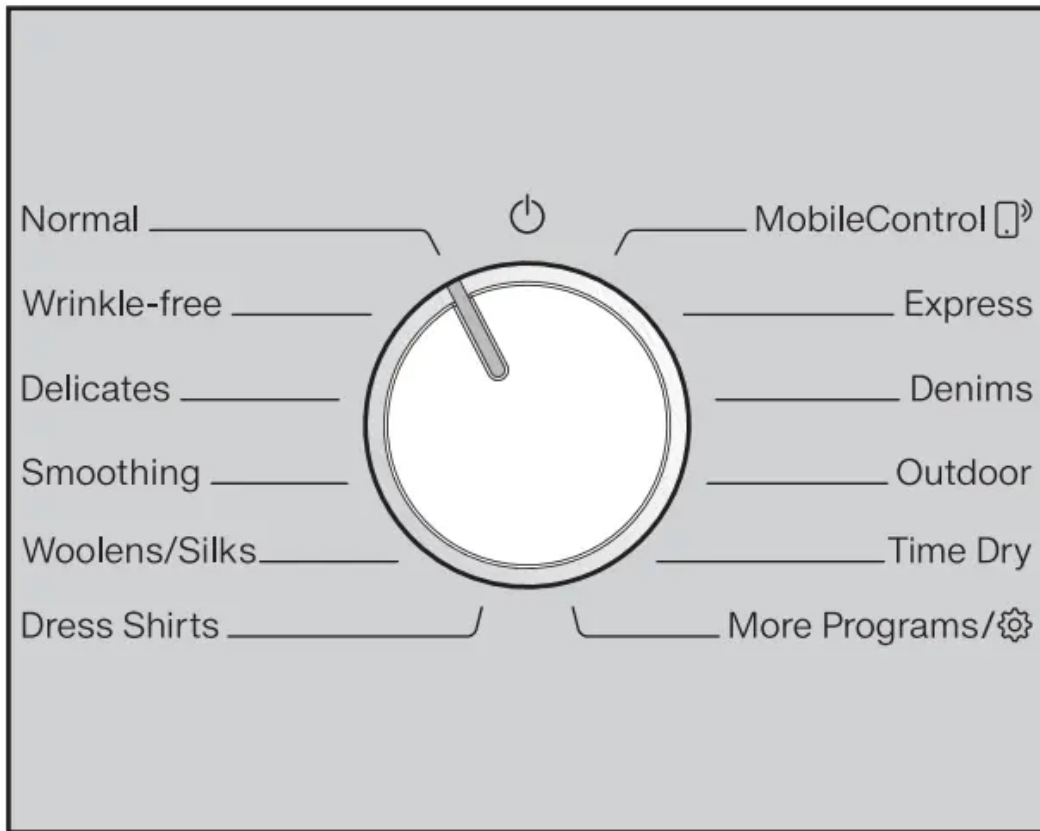 Normal
Wrinkle-free
Delicates
Smoothing
Woolens/Silks
Dress Shirts
MobileControl
Express
Denims
Outdoor
Time Dry
More Programs/